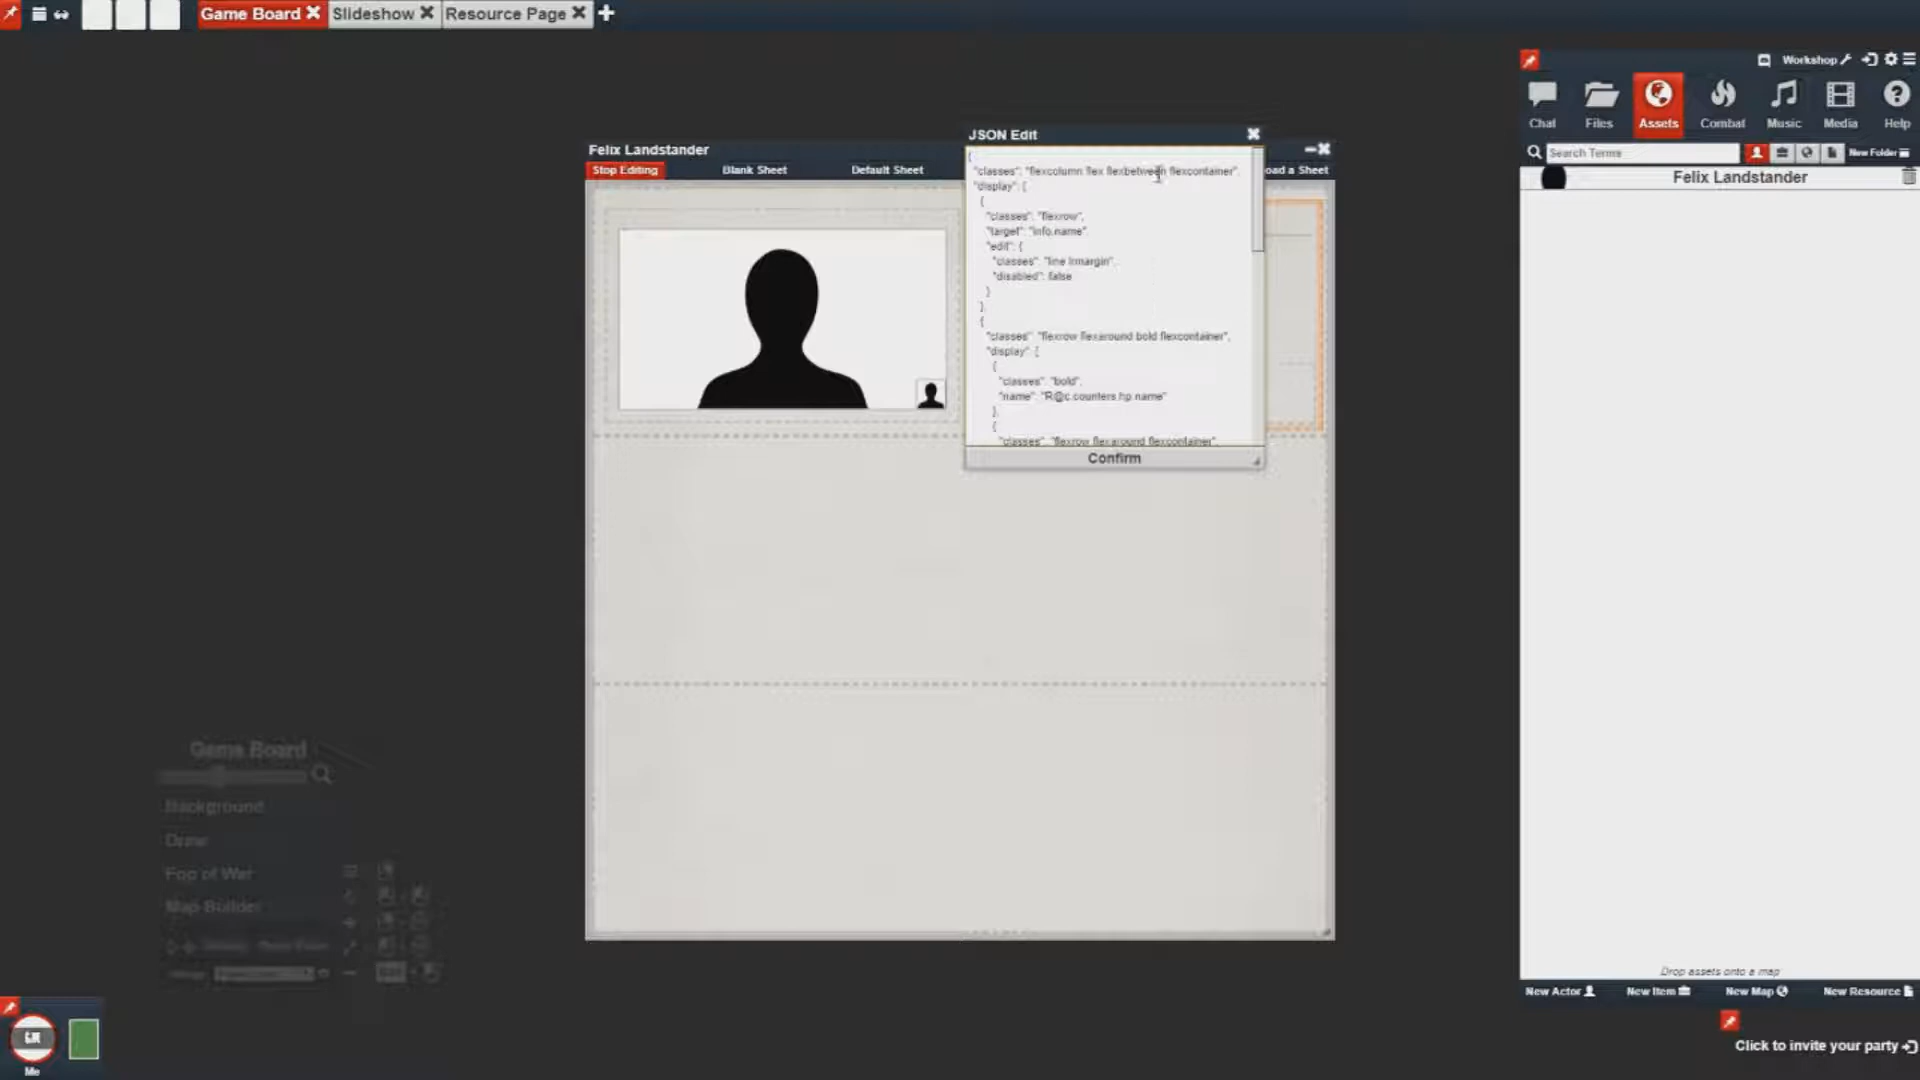 Game Board
Slideshow
Resource Page
Workshop
Chat
Files
Assets
Combat
Music
Media
Help
Search Terms
New Folder
Felix Landstander
Felix Landstander
Stop Editing
Blank Sheet
Default Sheet
oad a Sheet
JSON Edit
{
"classes": "flexcolumn flex flexbetween flexcontainer",
"display": [
{
"classes": "flexrow",
"target": "info.name",
"edit": {
"classes": "line lrmargin",
"disabled": false
}
},
{
"classes": "flexrow flexaround bold flexcontainer",
"display": [
{
"classes": "bold",
"name": "R@c.counters.hp.name"
},
{
"classes": "flexrow flexaround flexcontainer",
Confirm
Game Board
Background
Draw
Fog of War
Map Builder
Drop assets onto a map
New Actor
New Item
New Map
New Resource
Click to invite your party
Me